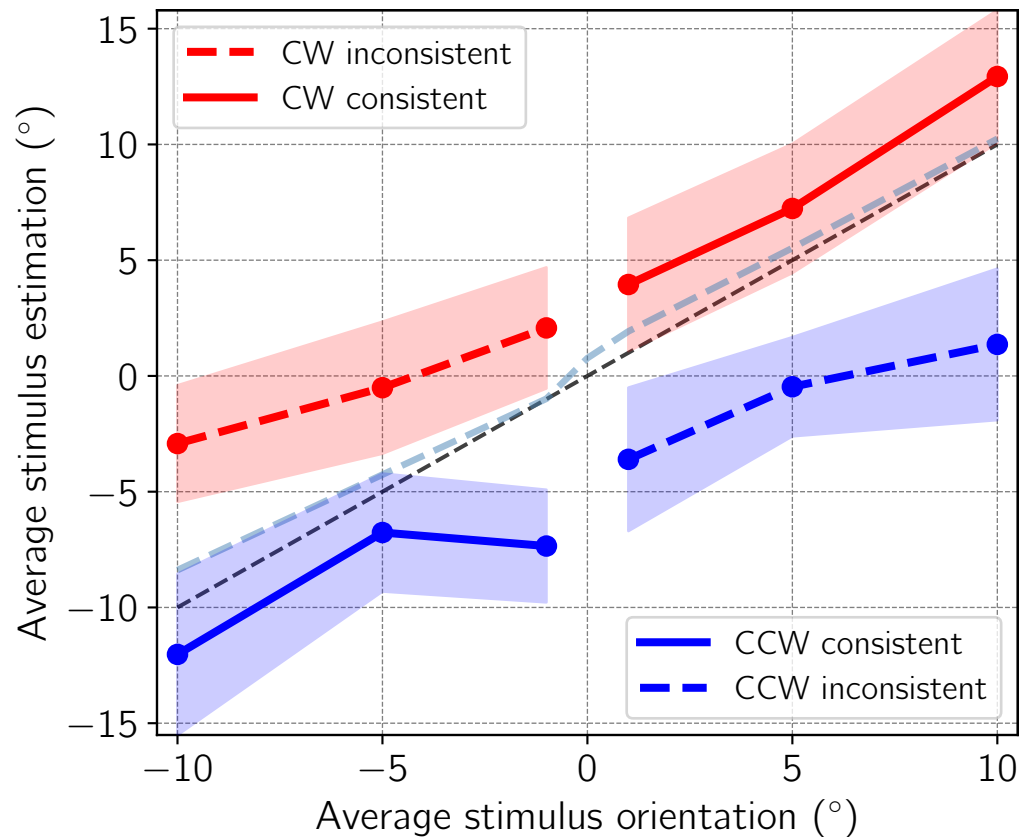 CW inconsistent
CW consistent
CCW consistent
CCW inconsistent
Average stimulus estimation (°)
15
10
5
0
−5
−10
−15
−10
−5
0
5
10
Average stimulus orientation (°)